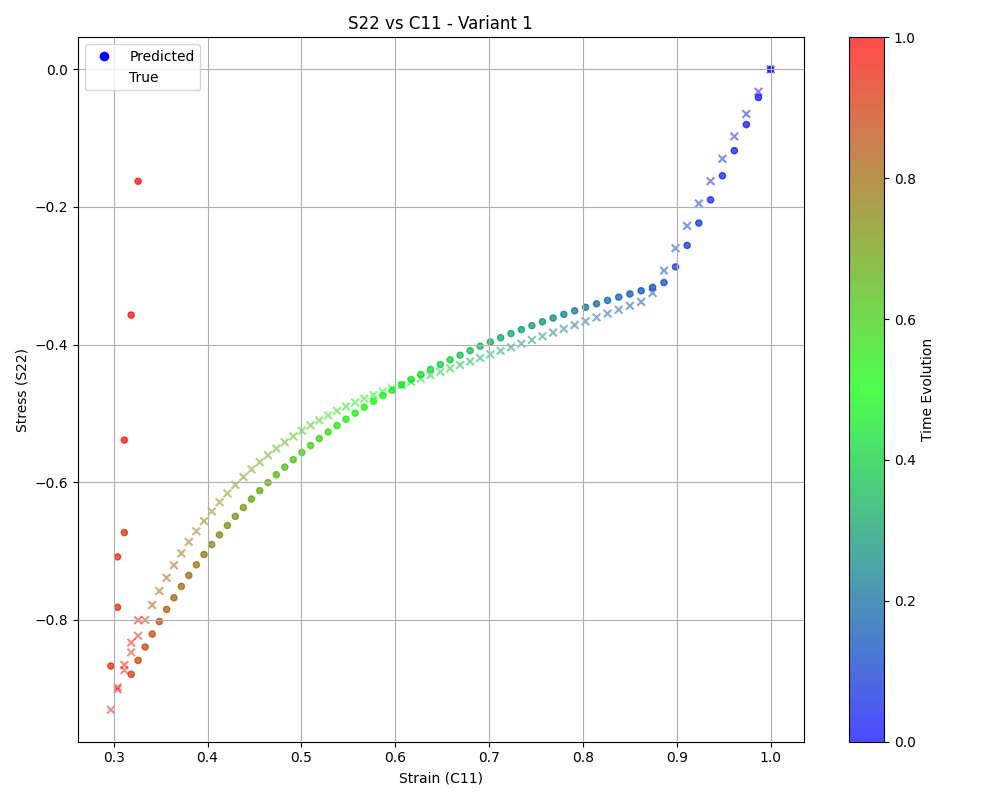 S22 vs C11 - Variant 1
Predicted
True
0.0
−0.2
−0.4
−0.6
−0.8
Stress (S22)
0.3 0.4 0.5 0.6 0.7 0.8 0.9 1.0
Strain (C11)
1.0
0.8
0.6
0.4
0.2
0.0
Time Evolution